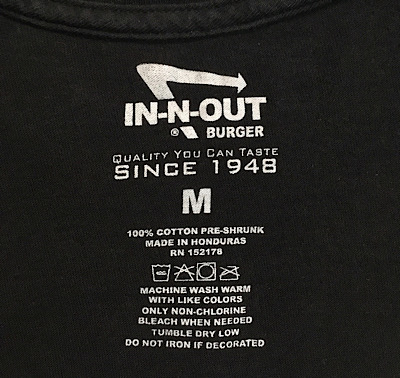 IN-N-OUT
® BURGER
QUALITY YOU CAN TASTE
SINCE 1948
M
100% COTTON PRE-SHRUNK
MADE IN HONDURAS
RN 152178
MACHINE WASH WARM
WITH LIKE COLORS
ONLY NON-CHLORINE
BLEACH WHEN NEEDED
TUMBLE DRY LOW
DO NOT IRON IF DECORATED